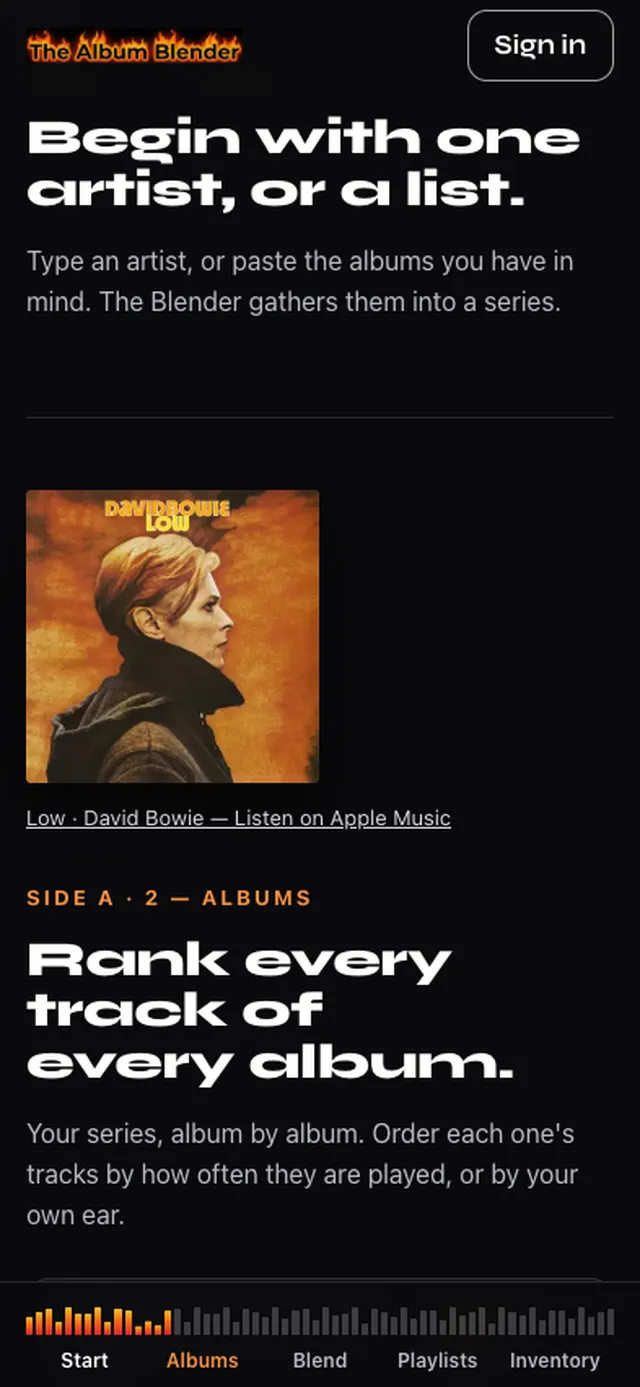 The Album Blender
Sign in
Begin with one
artist, or a list.
Type an artist, or paste the albums you have in
mind. The Blender gathers them into a series.
DAVID BOWIE
LOW
Low · David Bowie — Listen on Apple Music
SIDE A · 2 — ALBUMS
Rank every
track of
every album.
Your series, album by album. Order each one's
tracks by how often they are played, or by your
own ear.
Start
Albums
Blend
Playlists
Inventory